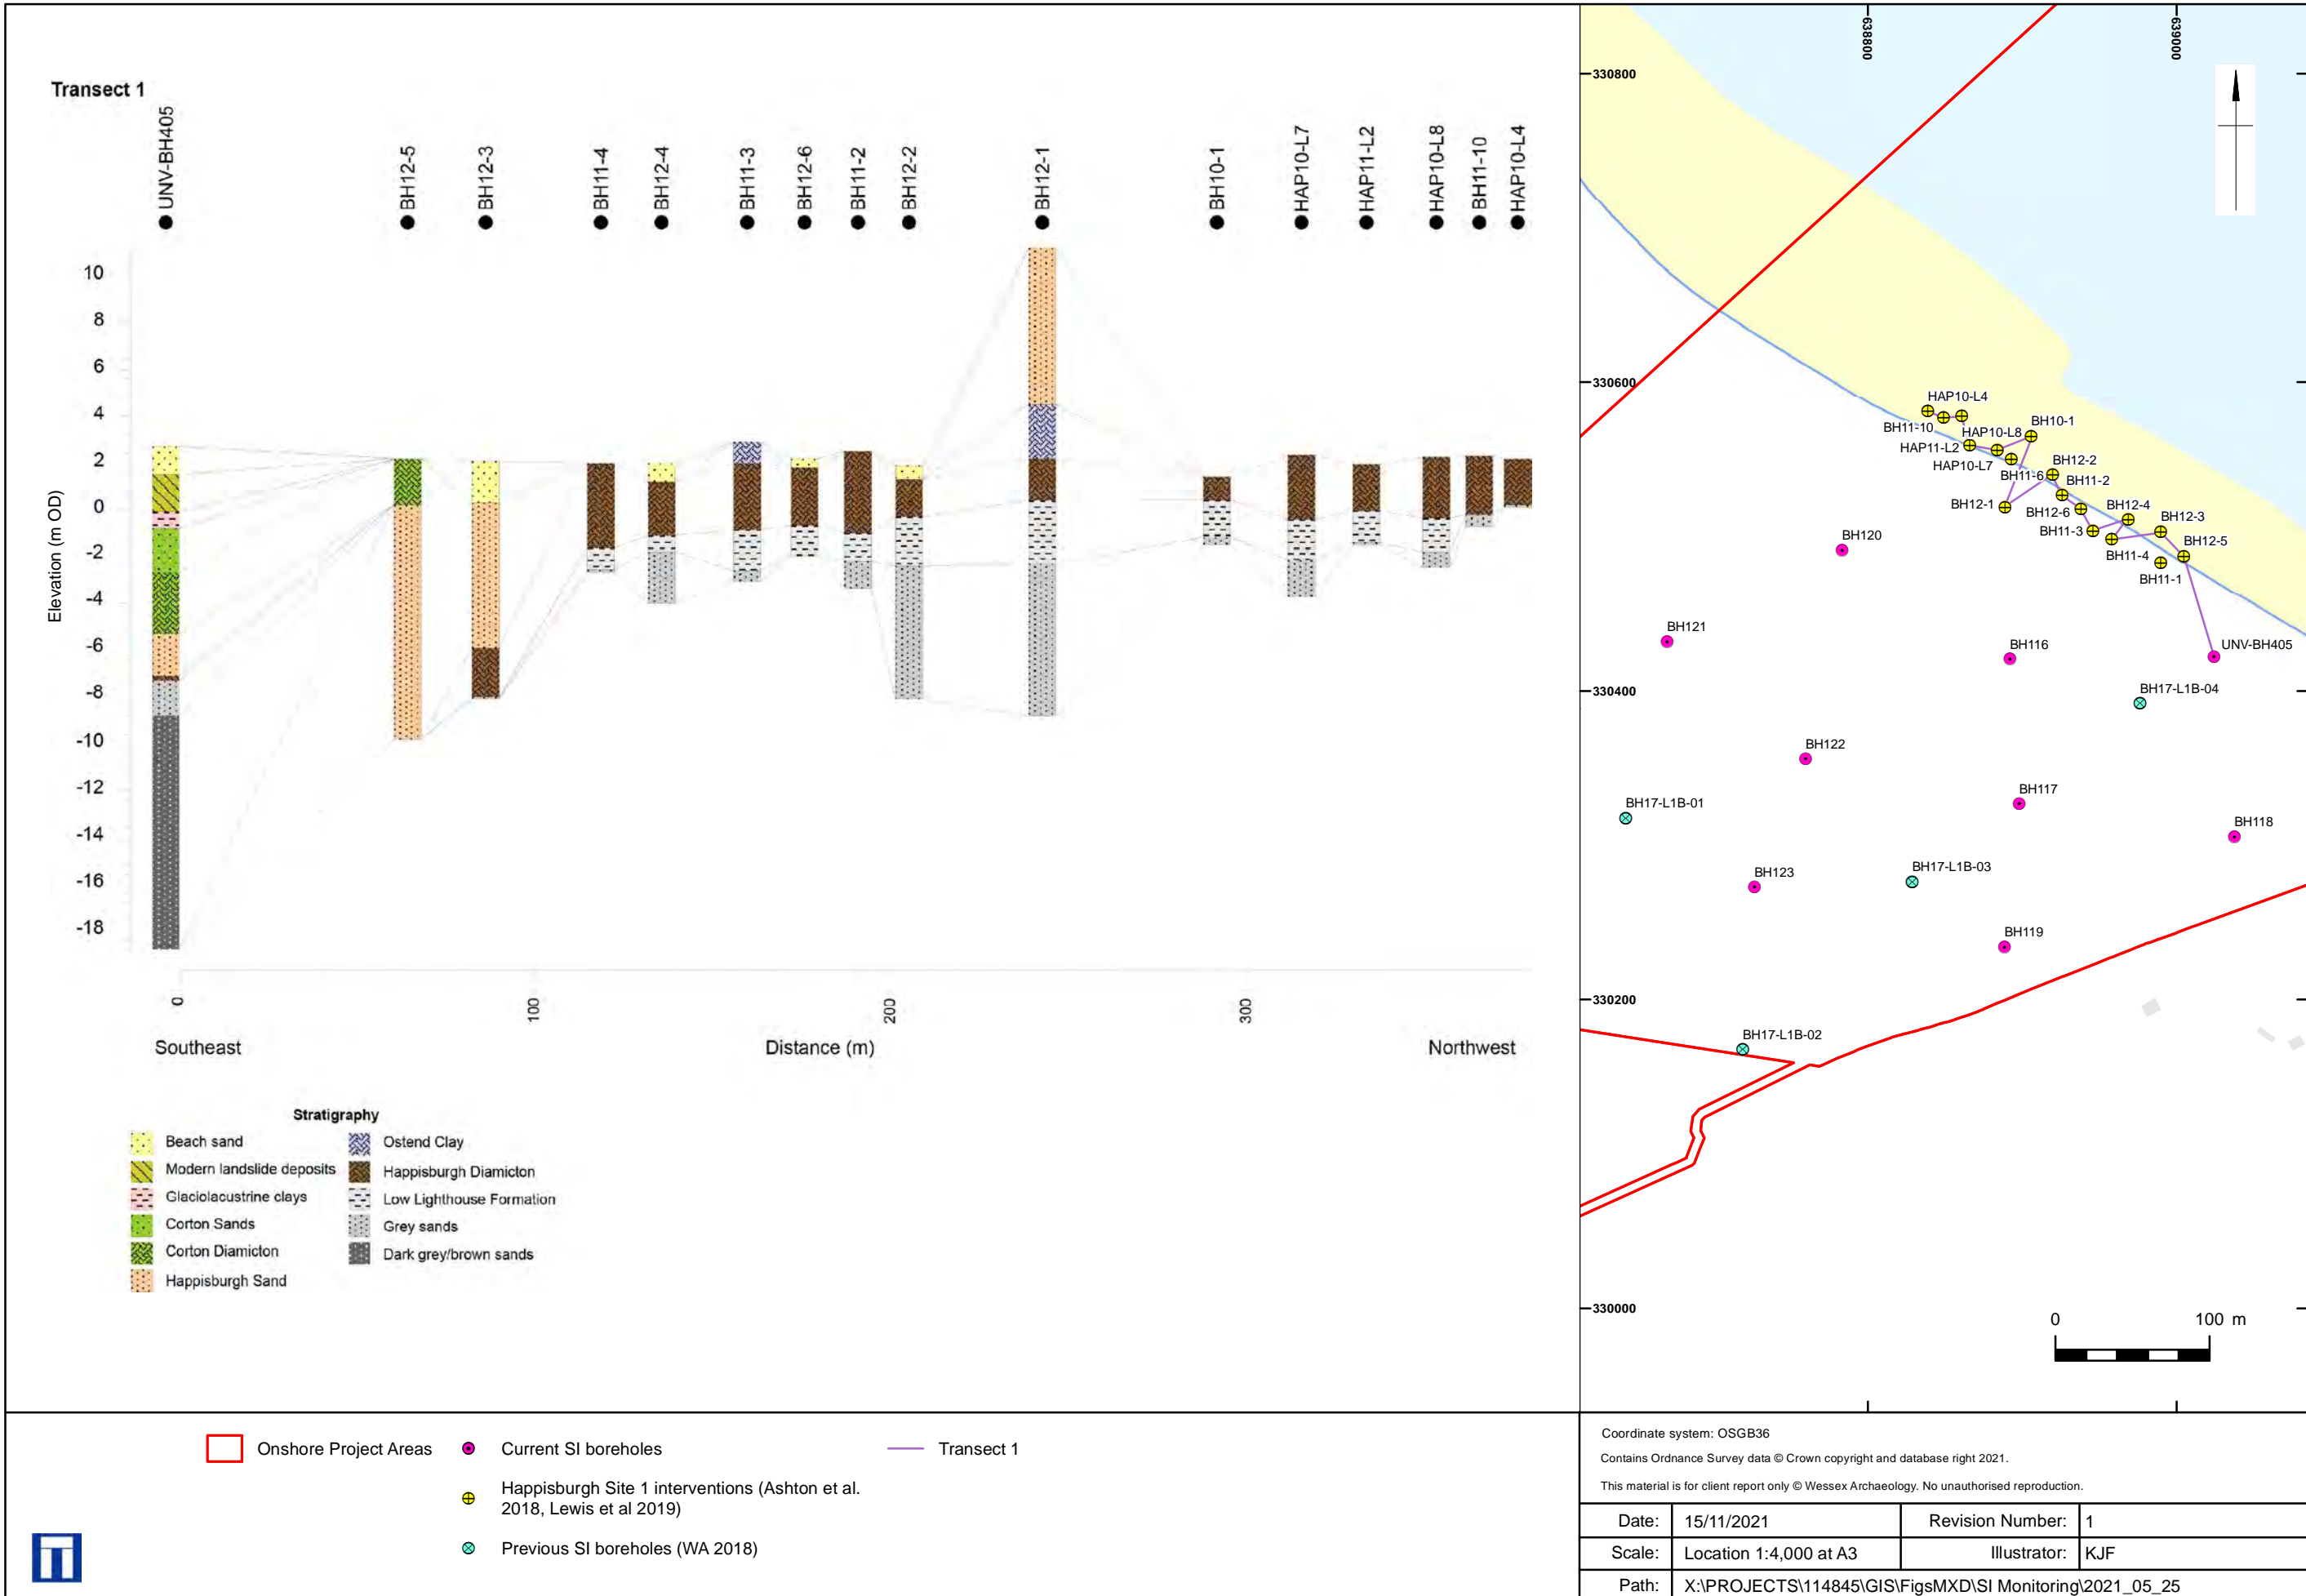 Transect 1
UNV-BH405
BH12-5
BH12-3
BH11-4
BH12-4
BH11-3
BH12-6
BH11-2
BH12-2
BH12-1
BH10-1
HAP10-L7
HAP11-L2
HAP10-L8
BH11-10
HAP10-L4
Elevation (m OD)
10
8
6
4
2
0
-2
-4
-6
-8
-10
-12
-14
-16
-18
0
100
200
300
Southeast
Distance (m)
Northwest
Stratigraphy
Beach sand
Modern landslide deposits
Glaciolacustrine clays
Corton Sands
Corton Diamicton
Happisburgh Sand
Ostend Clay
Happisburgh Diamicton
Low Lighthouse Formation
Grey sands
Dark grey/brown sands
638800
639000
330800
330600
330400
330200
330000
HAP10-L4
BH11-10
HAP10-L8
BH10-1
HAP11-L2
HAP10-L7
BH12-2
BH11-6
BH11-2
BH12-1
BH12-6
BH12-4
BH12-3
BH11-3
BH11-4
BH12-5
BH11-1
BH120
BH121
BH116
UNV-BH405
BH17-L1B-04
BH122
BH117
BH17-L1B-01
BH118
BH123
BH17-L1B-03
BH119
BH17-L1B-02
0
100 m
Onshore Project Areas
Current SI boreholes
Transect 1
Happisburgh Site 1 interventions (Ashton et al.
2018, Lewis et al 2019)
Previous SI boreholes (WA 2018)
Coordinate system: OSGB36
Contains Ordnance Survey data © Crown copyright and database right 2021.
This material is for client report only © Wessex Archaeology. No unauthorised reproduction.
Date: 15/11/2021
Revision Number: 1
Scale: Location 1:4,000 at A3
Illustrator: KJF
Path: X:\PROJECTS\114845\GIS\FigsMXD\SI Monitoring\2021_05_25